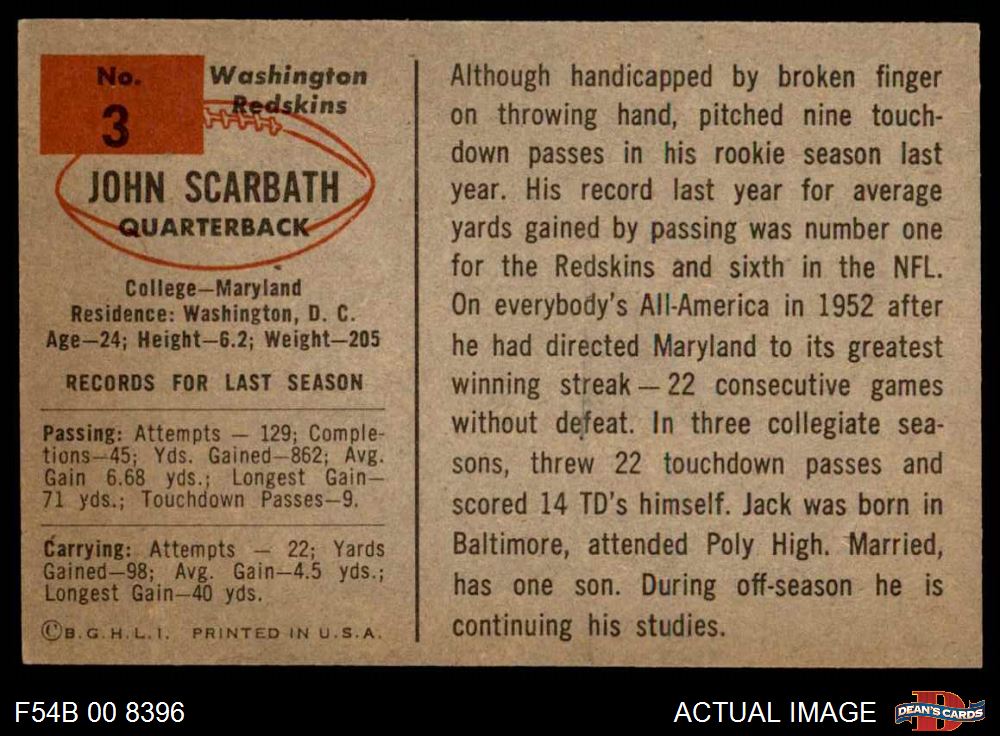 No.
3
Washington
Redskins
JOHN SCARBATH
QUARTERBACK
College—Maryland
Residence: Washington, D. C.
Age—24; Height—6.2; Weight—205
RECORDS FOR LAST SEASON
Passing: Attempts — 129; Comple-
tions—45; Yds. Gained—862; Avg.
Gain 6.68 yds.; Longest Gain—
71 yds.; Touchdown Passes—9.
Carrying: Attempts — 22; Yards
Gained—98; Avg. Gain—4.5 yds.;
Longest Gain—40 yds.
©B.G.H.L.I. PRINTED IN U.S.A.
Although handicapped by broken finger
on throwing hand, pitched nine touch-
down passes in his rookie season last
year. His record last year for average
yards gained by passing was number one
for the Redskins and sixth in the NFL.
On everybody's All-America in 1952 after
he had directed Maryland to its greatest
winning streak — 22 consecutive games
without defeat. In three collegiate sea-
sons, threw 22 touchdown passes and
scored 14 TD's himself. Jack was born in
Baltimore, attended Poly High. Married,
has one son. During off-season he is
continuing his studies.
F54B 00 8396
ACTUAL IMAGE
D
DEAN'S CARDS